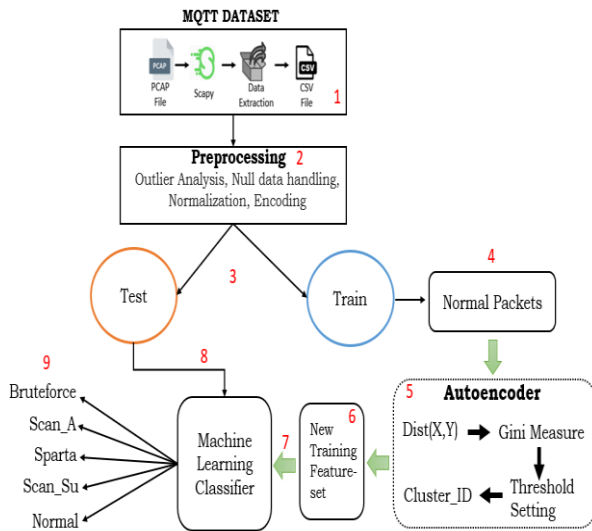 MQTT DATASET
PCAP
CSV
PCAP File
Scapy
Data Extraction
CSV File
1
Preprocessing 2
Outlier Analysis, Null data handling,
Normalization, Encoding
3
4
Test
Train
Normal Packets
8
9
Bruteforce
Scan_A
Sparta
Scan_Su
Normal
Machine
Learning
Classifier
7
6
New
Training
Feature-
set
5
Autoencoder
Dist(X,Y)
Gini Measure
Cluster_ID
Threshold
Setting